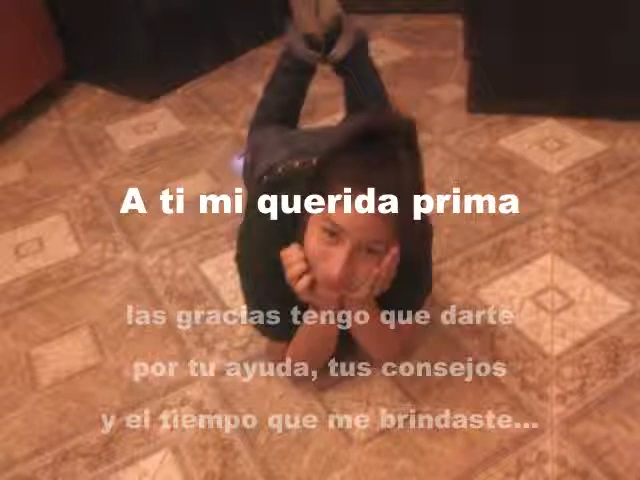 A ti mi querida prima
las gracias tengo que darte
por tu ayuda, tus consejos
y el tiempo que me brindaste...